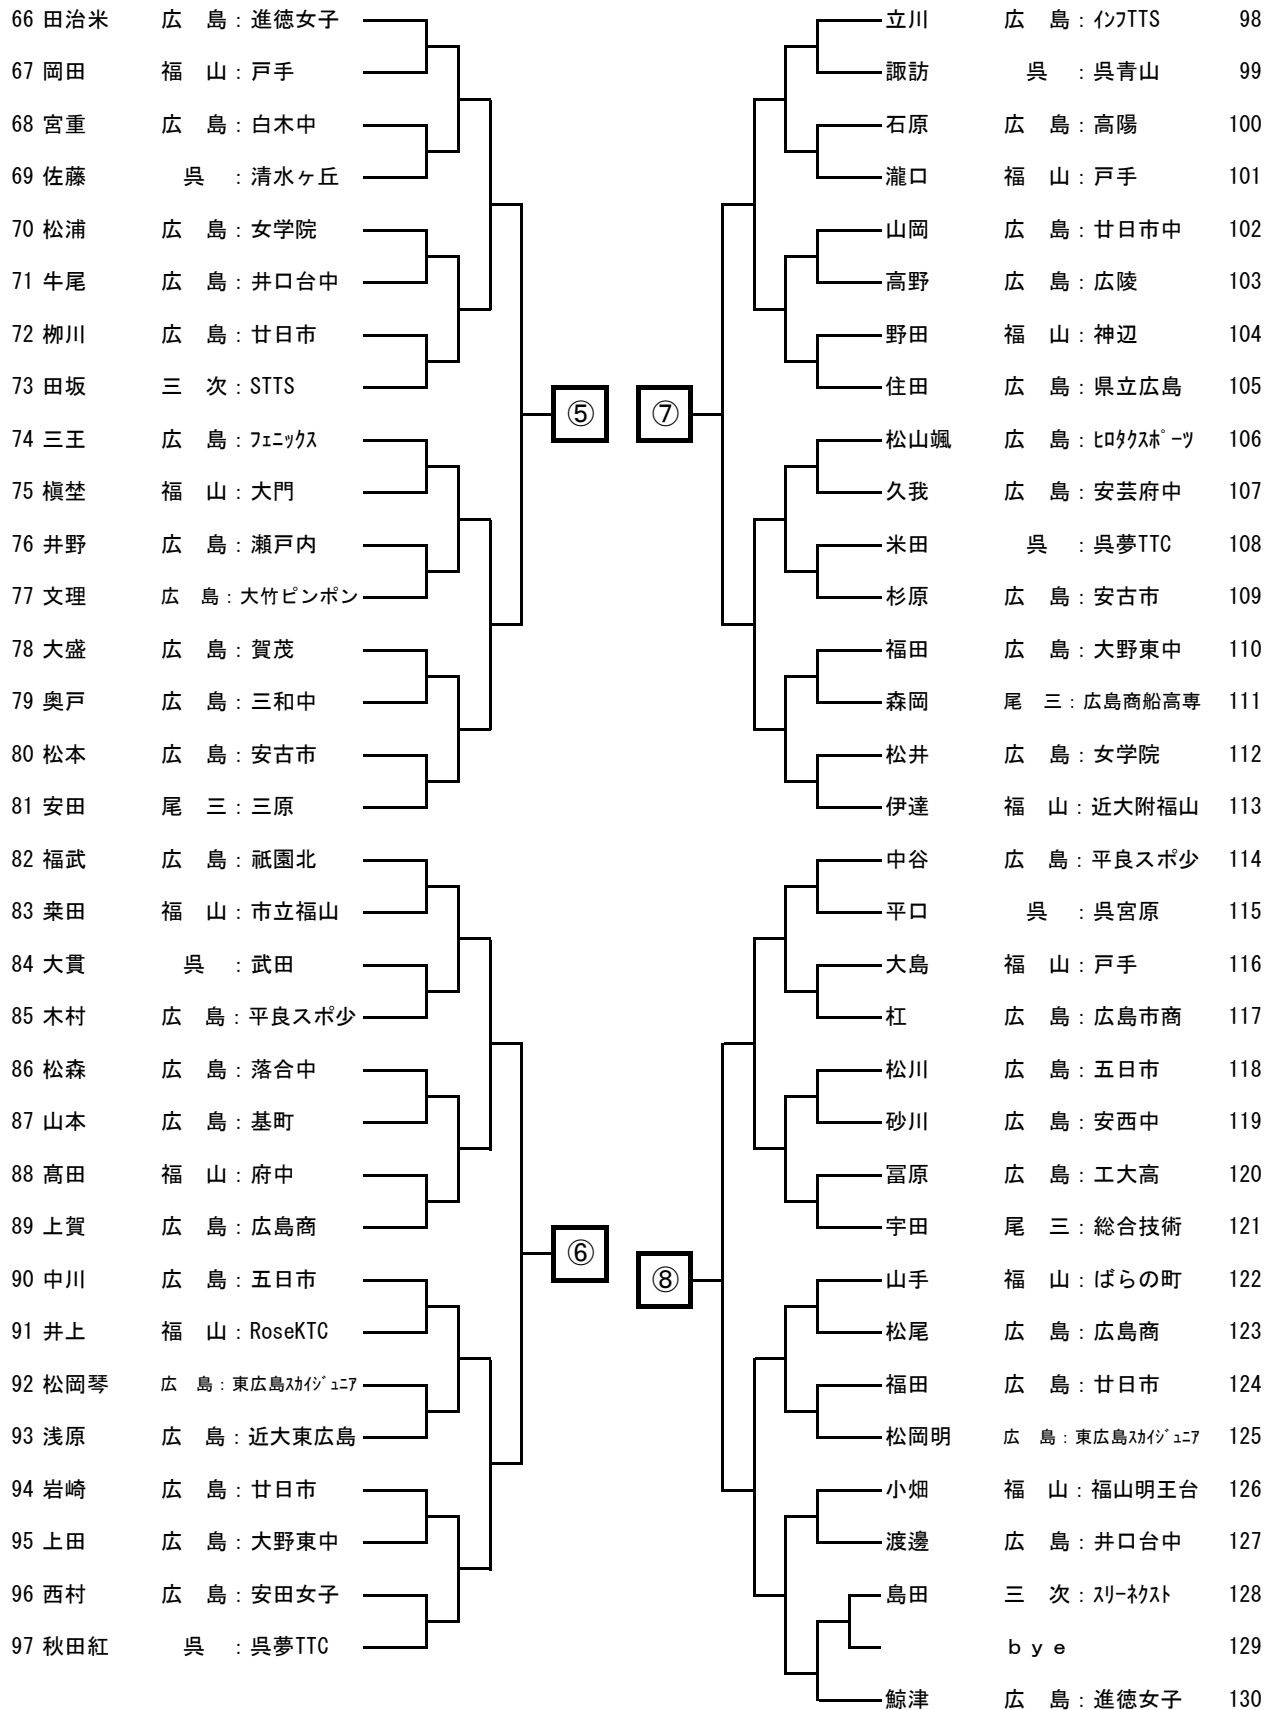 66 田治米 広 島：進徳女子
67 岡田 福 山：戸手
68 宮重 広 島：白木中
69 佐藤 呉 ：清水ヶ丘
70 松浦 広 島：女学院
71 牛尾 広 島：井口台中
72 栁川 広 島：廿日市
73 田坂 三 次：STTS
74 三王 広 島：フェニックス
75 槇埜 福 山：大門
76 井野 広 島：瀬戸内
77 文理 広 島：大竹ピンポン
78 大盛 広 島：賀茂
79 奥戸 広 島：三和中
80 松本 広 島：安古市
81 安田 尾 三：三原
⑤
82 福武 広 島：祇園北
83 桒田 福 山：市立福山
84 大貫 呉 ：武田
85 木村 広 島：平良スポ少
86 松森 広 島：落合中
87 山本 広 島：基町
88 髙田 福 山：府中
89 上賀 広 島：広島商
90 中川 広 島：五日市
91 井上 福 山：RoseKTC
92 松岡琴 広 島：東広島スカイジュニア
93 浅原 広 島：近大東広島
94 岩崎 広 島：廿日市
95 上田 広 島：大野東中
96 西村 広 島：安田女子
97 秋田紅 呉 ：呉夢TTC
⑥
立川 広 島：インフTTS 98
諏訪 呉 ：呉青山 99
石原 広 島：高陽 100
瀧口 福 山：戸手 101
山岡 広 島：廿日市中 102
高野 広 島：広陵 103
野田 福 山：神辺 104
住田 広 島：県立広島 105
松山颯 広 島：ヒロタクスポーツ 106
久我 広 島：安芸府中 107
米田 呉 ：呉夢TTC 108
杉原 広 島：安古市 109
福田 広 島：大野東中 110
森岡 尾 三：広島商船高専 111
松井 広 島：女学院 112
伊達 福 山：近大附福山 113
⑦
中谷 広 島：平良スポ少 114
平口 呉 ：呉宮原 115
大島 福 山：戸手 116
杠 広 島：広島市商 117
松川 広 島：五日市 118
砂川 広 島：安西中 119
冨原 広 島：工大高 120
宇田 尾 三：総合技術 121
山手 福 山：ばらの町 122
松尾 広 島：広島商 123
福田 広 島：廿日市 124
松岡明 広 島：東広島スカイジュニア 125
小畑 福 山：福山明王台 126
渡邊 広 島：井口台中 127
島田 三 次：スリーネクスト 128
ｂｙｅ 129
鯨津 広 島：進徳女子 130
⑧